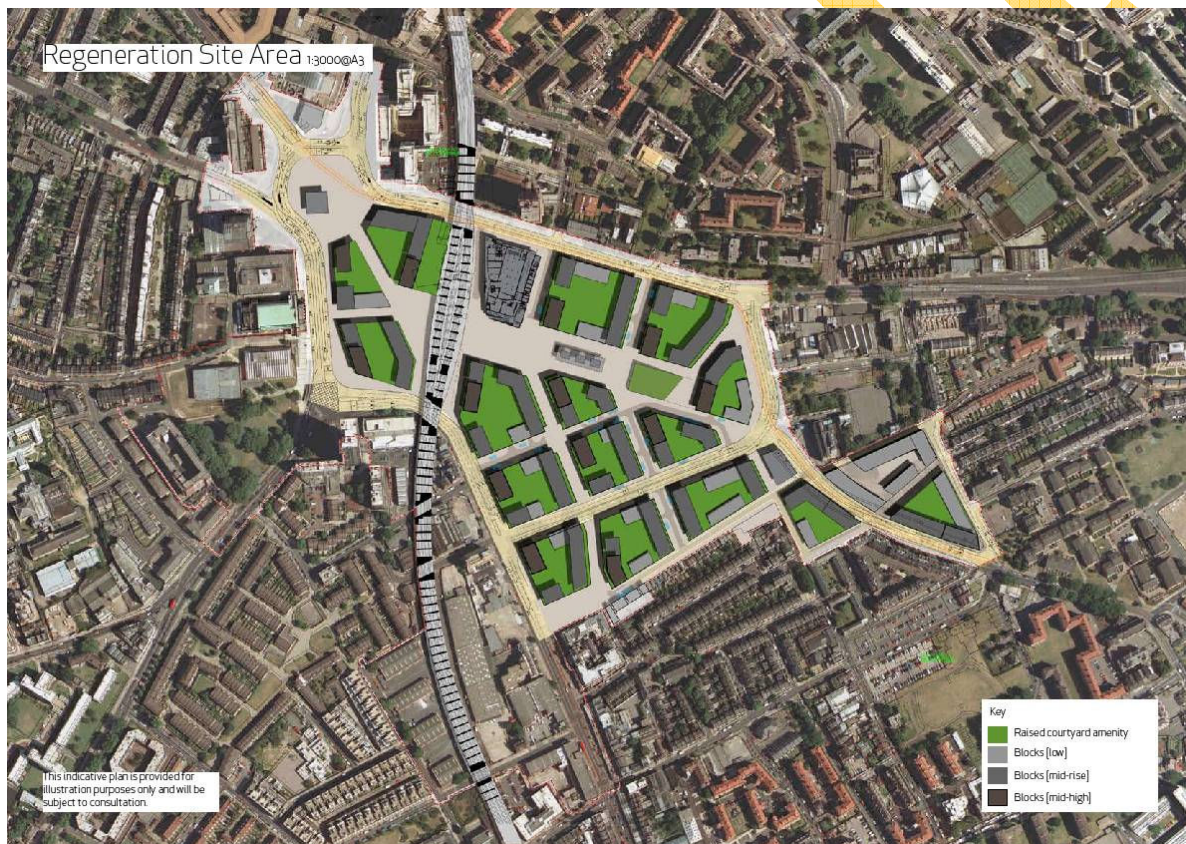 Regeneration Site Area 1:3000@A3
Key
Raised courtyard amenity
Blocks [low]
Blocks [mid-rise]
Blocks [mid-high]
This indicative plan is provided for
illustration purposes only and will be
subject to consultation.